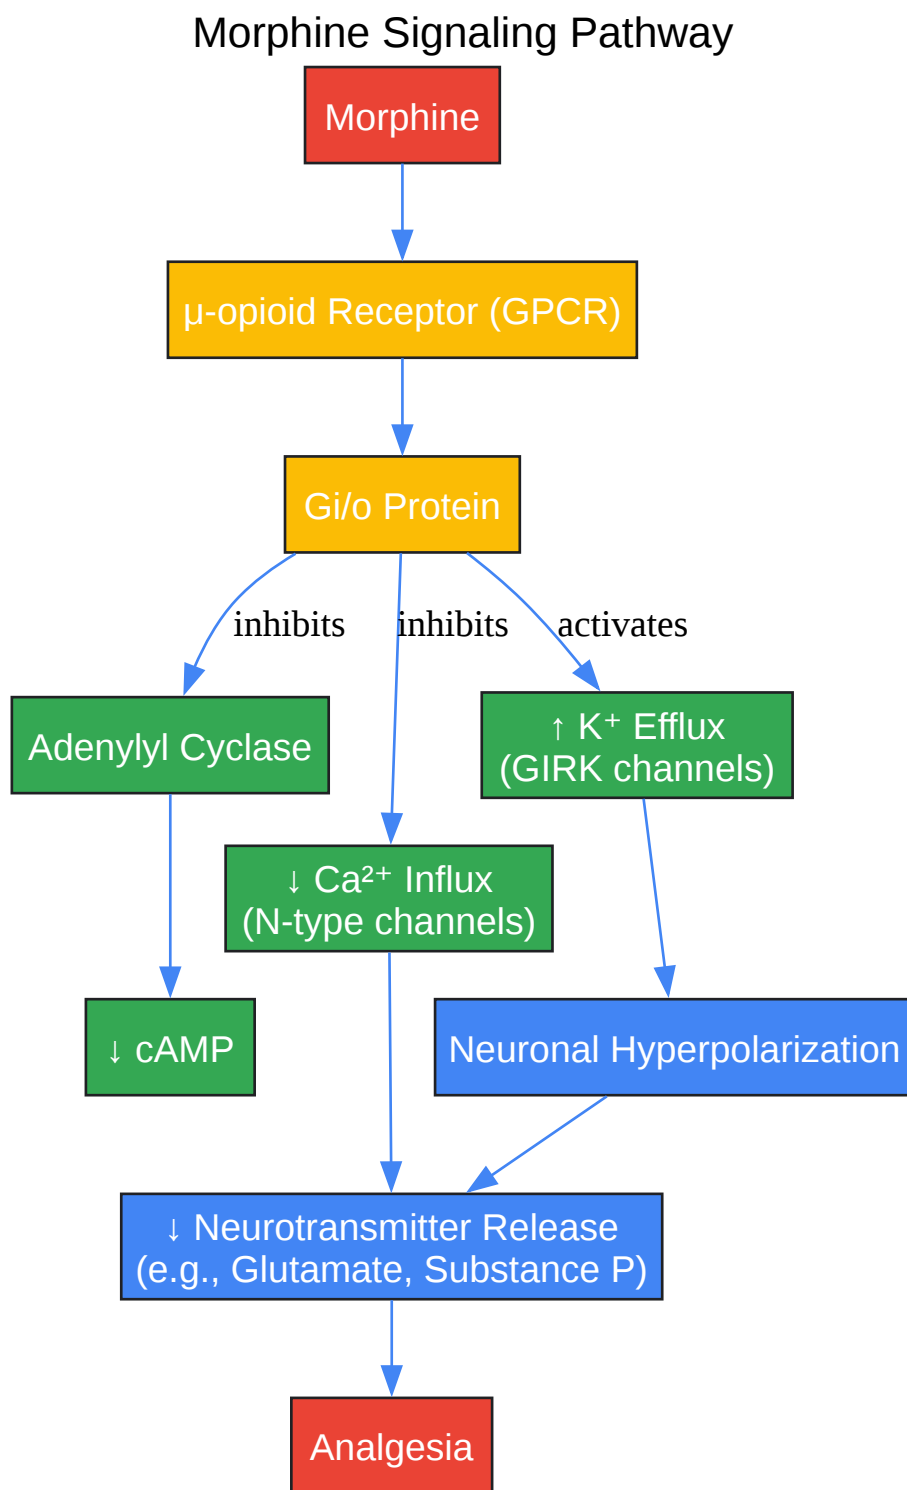 Morphine Signaling Pathway
Morphine
μ-opioid Receptor (GPCR)
Gi/o Protein
inhibits
inhibits
activates
Adenylyl Cyclase
↑ K⁺ Efflux
(GIRK channels)
↓ Ca²⁺ Influx
(N-type channels)
↓ cAMP
Neuronal Hyperpolarization
↓ Neurotransmitter Release
(e.g., Glutamate, Substance P)
Analgesia